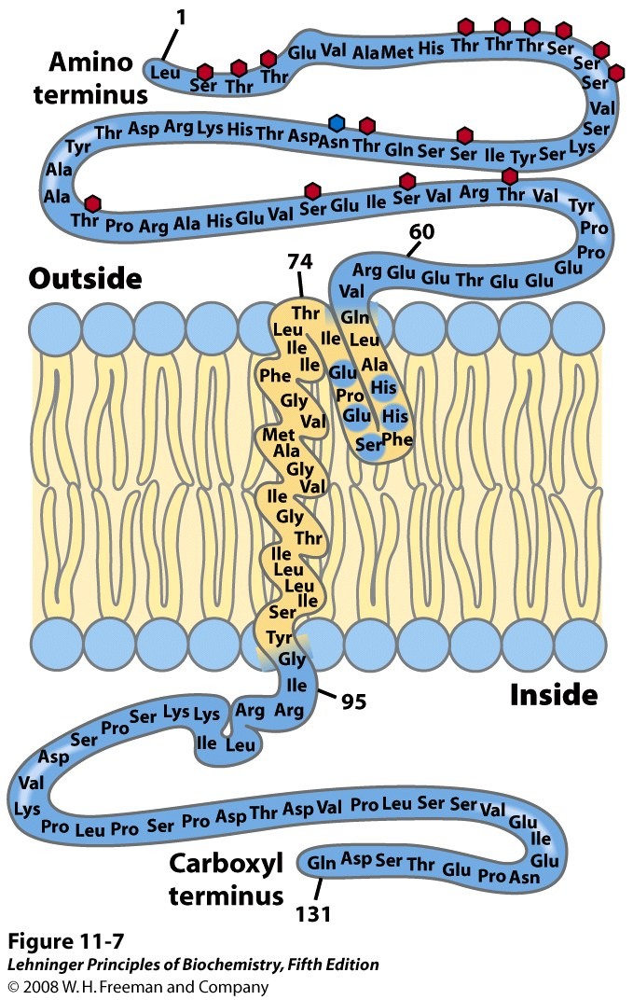 1
Amino
terminus
Leu Ser Thr Thr Glu Val Ala Met His Thr Thr Thr Ser Ser Ser Val Ser Lys
Ser Tyr Ile Ser Ser Gln Thr Asn Asp Thr His Lys Arg Asp Thr Tyr Ala Ala
Thr Pro Arg Ala His Glu Val Ser Glu Ile Ser Val Arg Thr Val Tyr Pro Pro
Glu Glu Glu Thr Glu Glu Arg Val
60
Outside
74
Gln Leu Ala His His Phe Ser Glu Pro Glu Ile
Thr
Leu
Ile
Ile
Phe
Gly
Val
Met
Ala
Gly
Val
Ile
Gly
Thr
Ile
Leu
Leu
Ile
Ser
Tyr
Gly
Ile
95
Inside
Arg Arg Leu Ile Lys Lys Ser Pro Ser Asp Val Lys
Pro Leu Pro Ser Pro Asp Thr Asp Val Pro Leu Ser Ser Val Glu Ile Glu
Asn Pro Glu Thr Ser Asp Gln
Carboxyl
terminus
131
Figure 11-7
Lehninger Principles of Biochemistry, Fifth Edition
© 2008 W. H. Freeman and Company